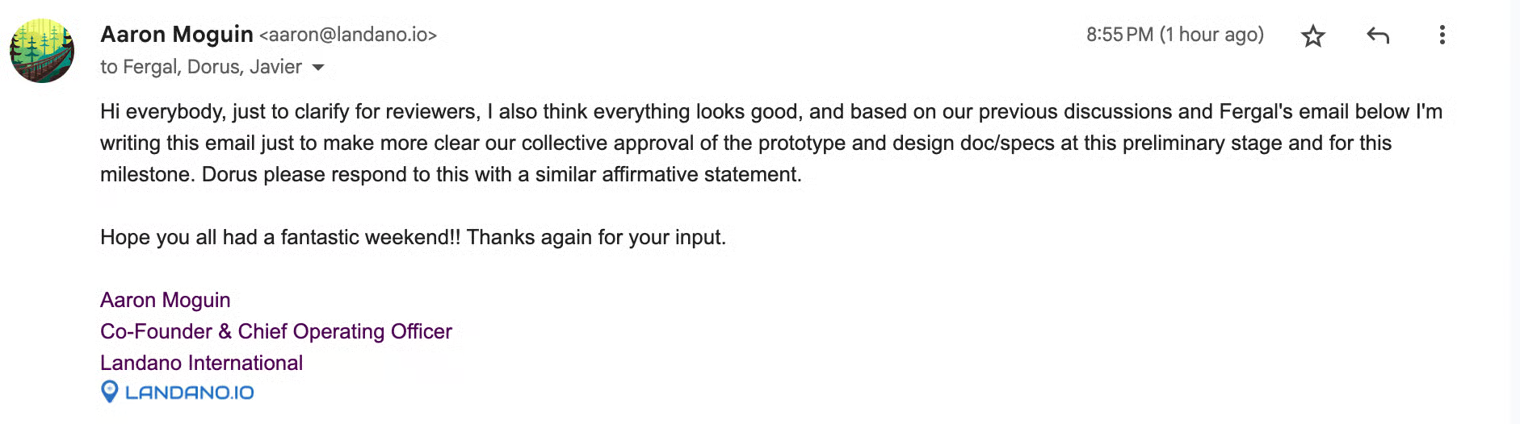 Aaron Moguin <aaron@landano.io>
8:55 PM (1 hour ago)
to Fergal, Dorus, Javier
Hi everybody, just to clarify for reviewers, I also think everything looks good, and based on our previous discussions and Fergal's email below I'm
writing this email just to make more clear our collective approval of the prototype and design doc/specs at this preliminary stage and for this
milestone. Dorus please respond to this with a similar affirmative statement.
Hope you all had a fantastic weekend!! Thanks again for your input.
Aaron Moguin
Co-Founder & Chief Operating Officer
Landano International
LANDANO.IO